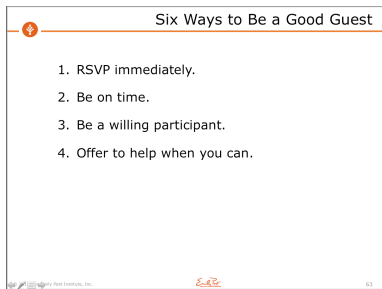 Six Ways to Be a Good Guest
1. RSVP immediately.
2. Be on time.
3. Be a willing participant.
4. Offer to help when you can.
Post Institute, Inc.
61